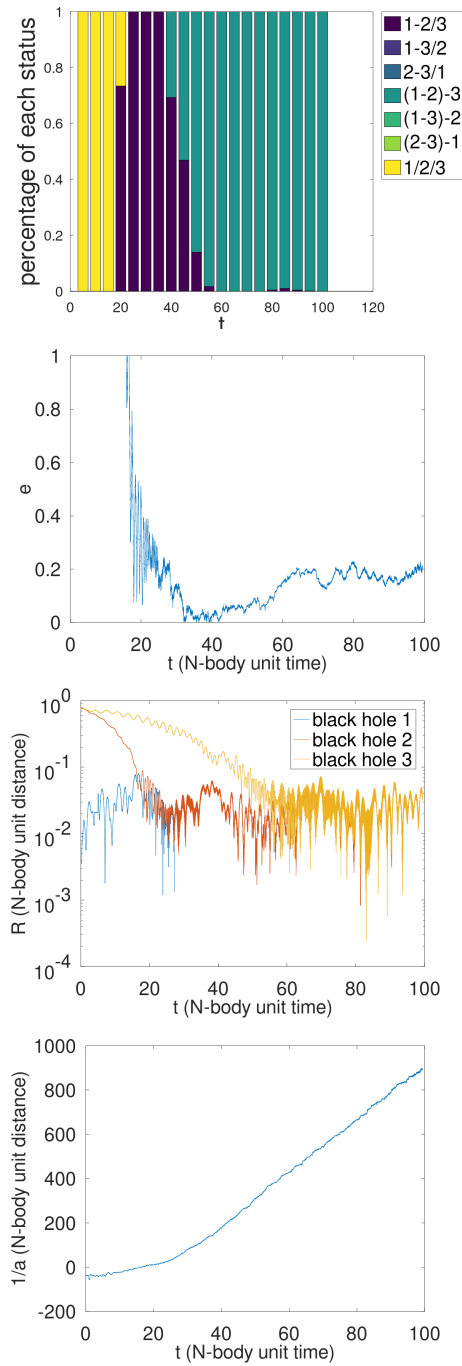 percentage of each status
1
0.8
0.6
0.4
0.2
0
0 20 40 60 80 100 120
t
1-2/3
1-3/2
2-3/1
(1-2)-3
(1-3)-2
(2-3)-1
1/2/3
e
1
0.8
0.6
0.4
0.2
0
0 20 40 60 80 100
t (N-body unit time)
R (N-body unit distance)
10^0
10^-1
10^-2
10^-3
10^-4
black hole 1
black hole 2
black hole 3
0 20 40 60 80 100
t (N-body unit time)
1/a (N-body unit distance)
1000
800
600
400
200
0
-200
0 20 40 60 80 100
t (N-body unit time)